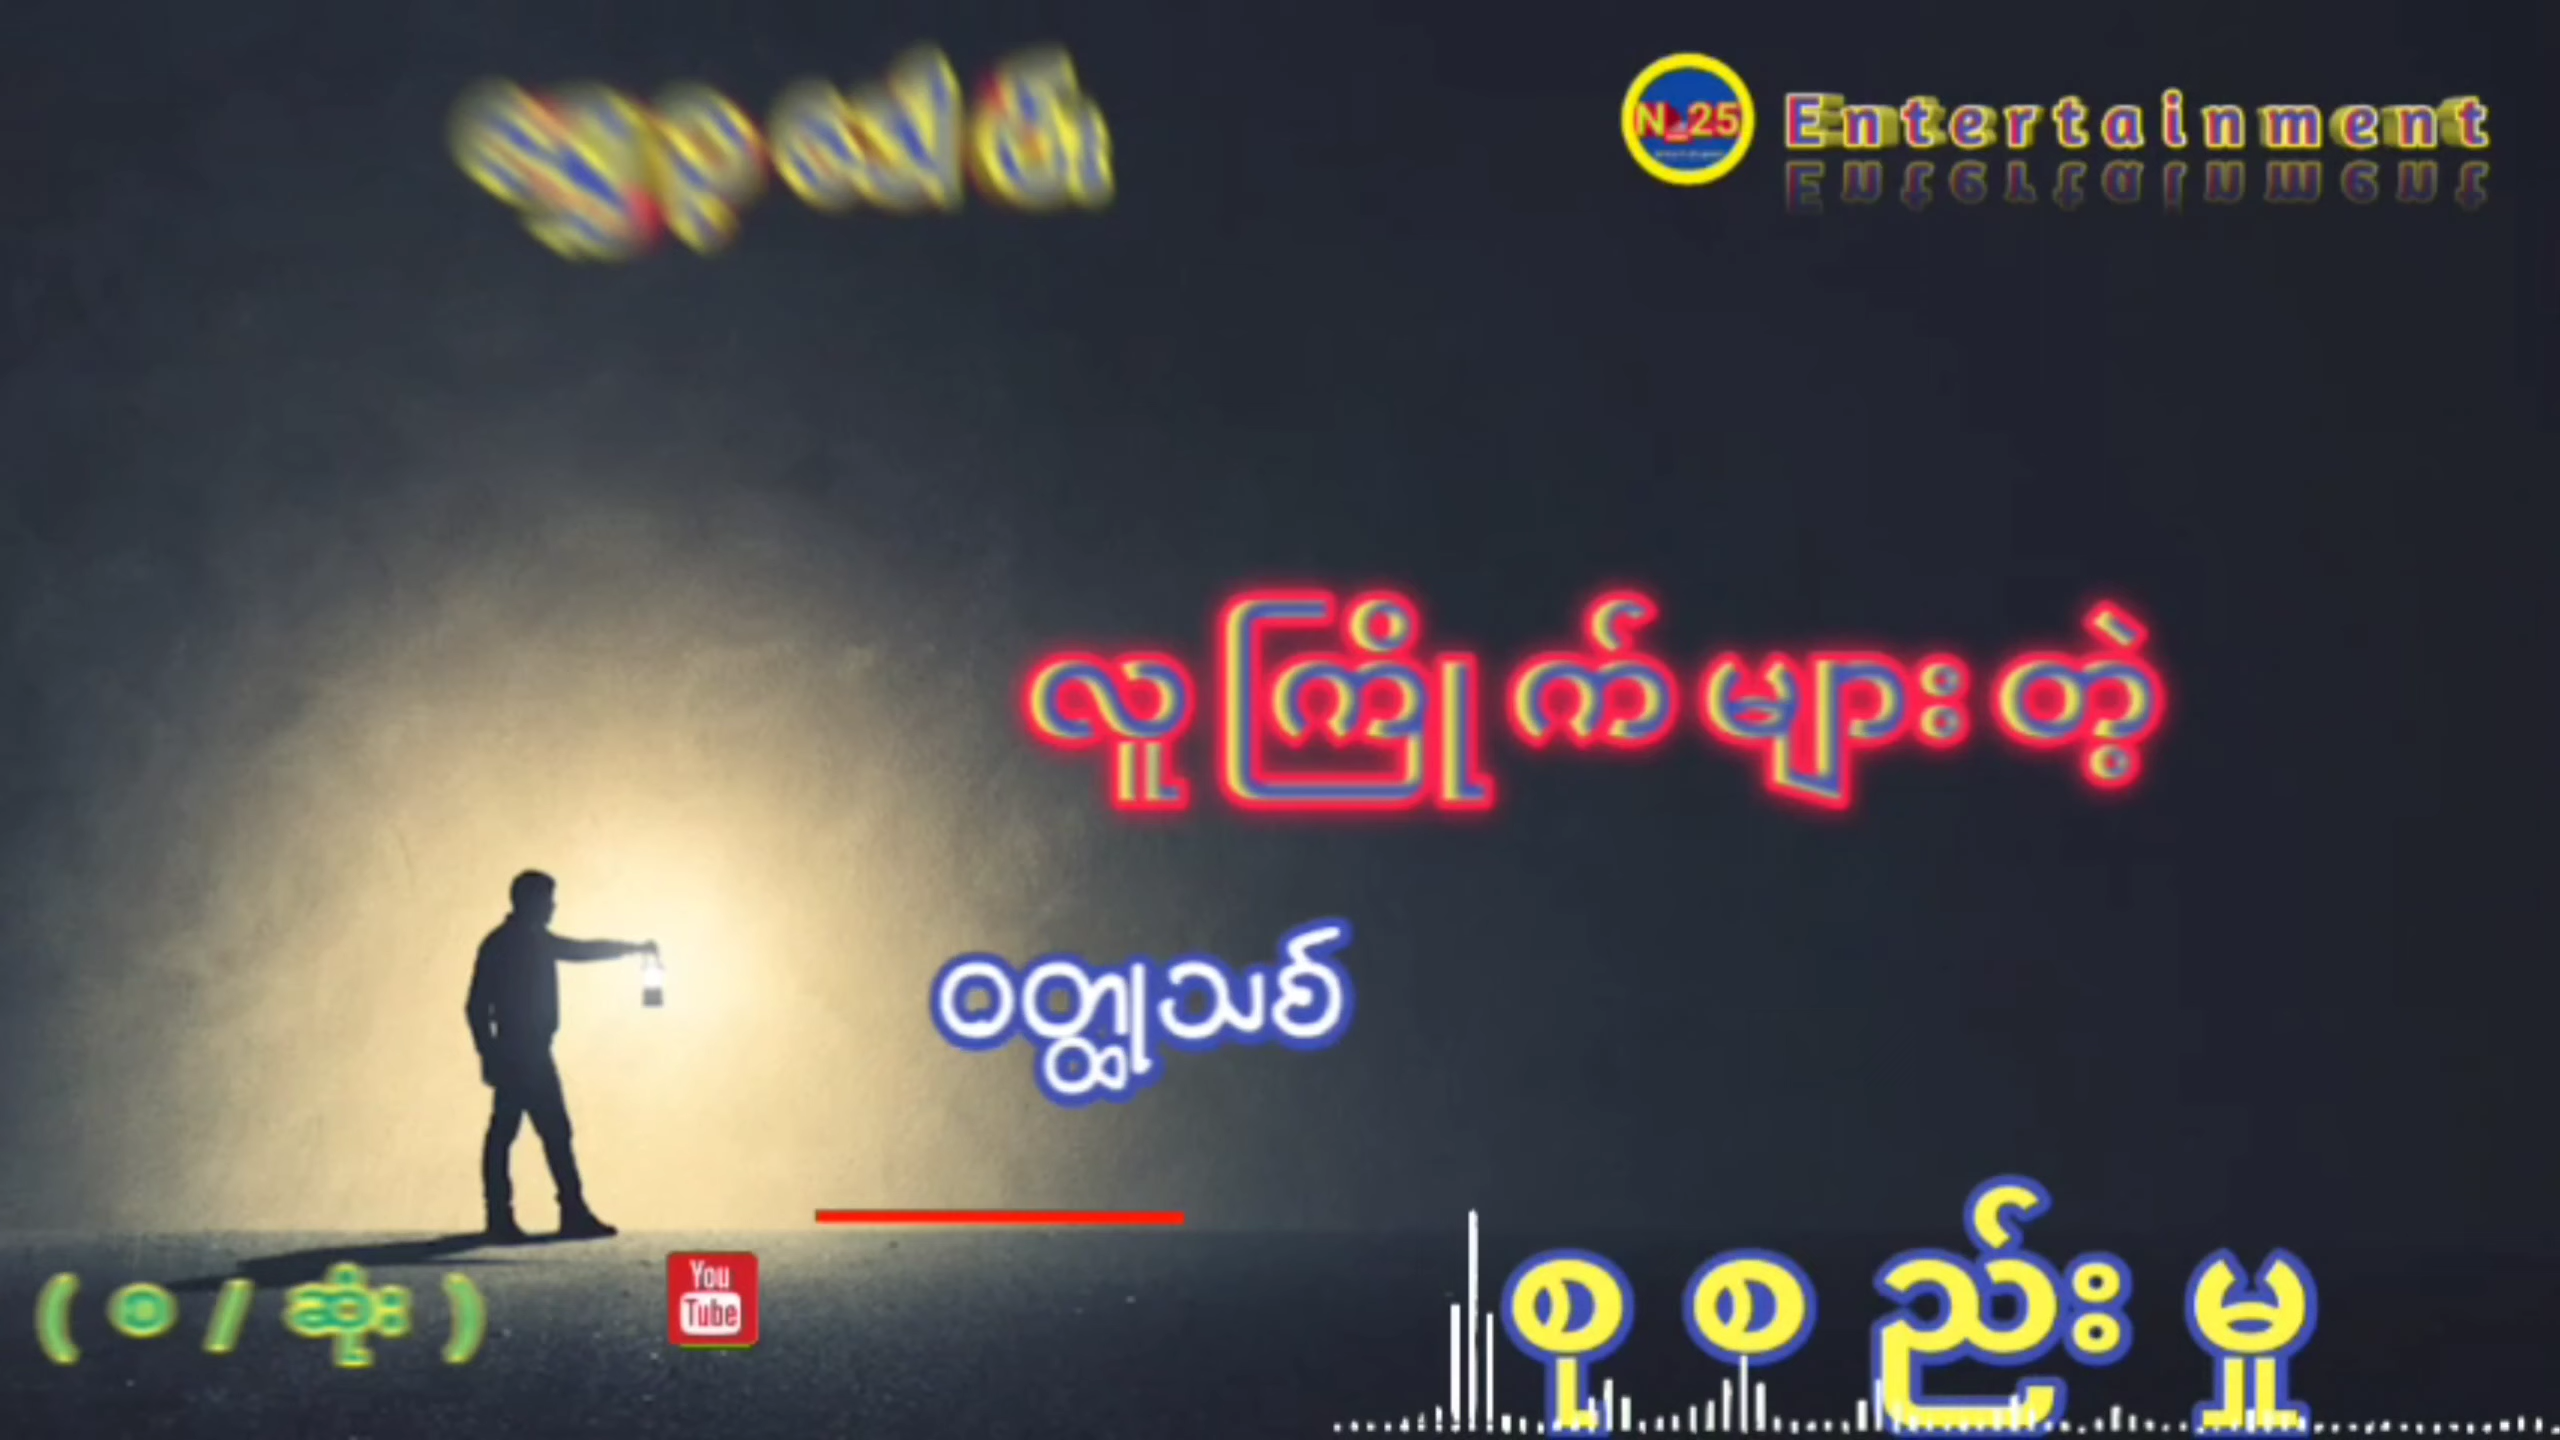 N_25 Entertainment
လူကြိုက်များတဲ့
ဝတ္ထုသစ်
( စ / ဆုံး )
You Tube
စုစည်းမှု